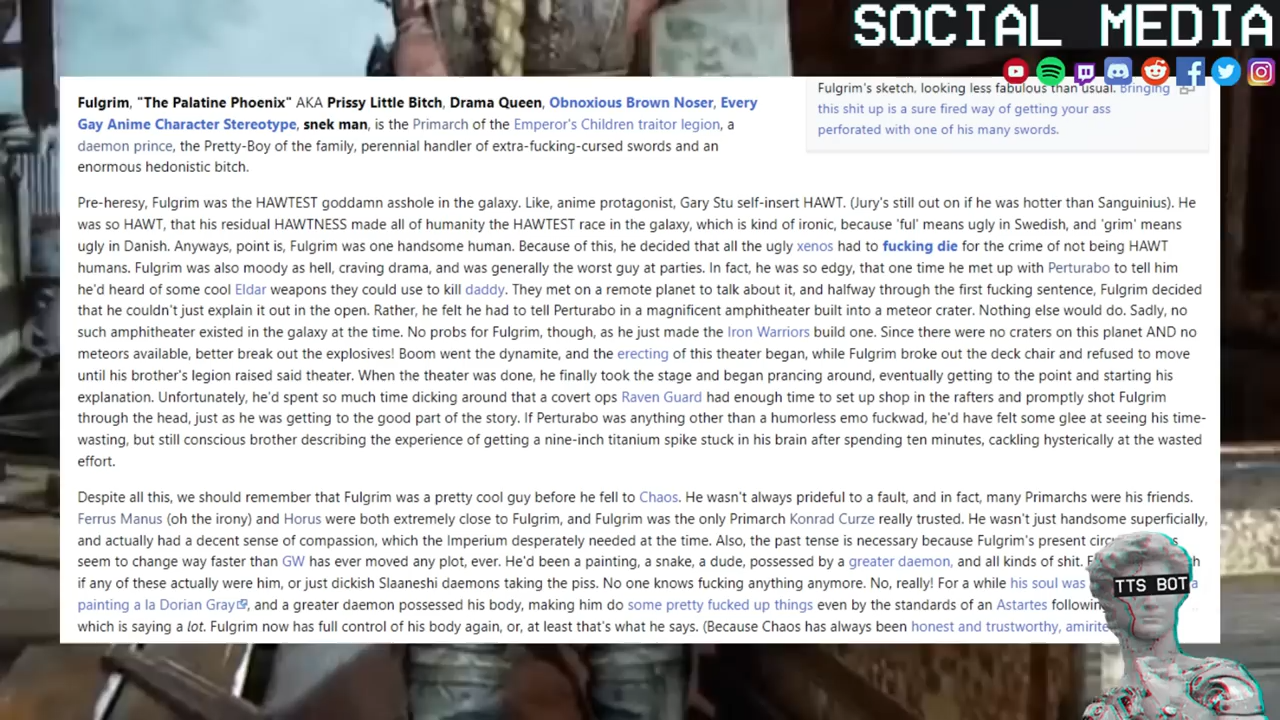 SOCIAL MEDIA
Fulgrim, "The Palatine Phoenix" AKA Prissy Little Bitch, Drama Queen, Obnoxious Brown Noser, Every
Gay Anime Character Stereotype, snek man, is the Primarch of the Emperor's Children traitor legion, a
daemon prince, the Pretty-Boy of the family, perennial handler of extra-fucking-cursed swords and an
enormous hedonistic bitch.
Fulgrim's sketch, looking less fabulous than usual. Bringing
this shit up is a sure fired way of getting your ass
perforated with one of his many swords.
Pre-heresy, Fulgrim was the HAWTEST goddamn asshole in the galaxy. Like, anime protagonist, Gary Stu self-insert HAWT. (Jury's still out on if he was hotter than Sanguinius). He
was so HAWT, that his residual HAWTNESS made all of humanity the HAWTEST race in the galaxy, which is kind of ironic, because 'ful' means ugly in Swedish, and 'grim' means
ugly in Danish. Anyways, point is, Fulgrim was one handsome human. Because of this, he decided that all the ugly xenos had to fucking die for the crime of not being HAWT
humans. Fulgrim was also moody as hell, craving drama, and was generally the worst guy at parties. In fact, he was so edgy, that one time he met up with Perturabo to tell him
he'd heard of some cool Eldar weapons they could use to kill daddy. They met on a remote planet to talk about it, and halfway through the first fucking sentence, Fulgrim decided
that he couldn't just explain it out in the open. Rather, he felt he had to tell Perturabo in a magnificent amphitheater built into a meteor crater. Nothing else would do. Sadly, no
such amphitheater existed in the galaxy at the time. No probs for Fulgrim, though, as he just made the Iron Warriors build one. Since there were no craters on this planet AND no
meteors available, better break out the explosives! Boom went the dynamite, and the erecting of this theater began, while Fulgrim broke out the deck chair and refused to move
until his brother's legion raised said theater. When the theater was done, he finally took the stage and began prancing around, eventually getting to the point and starting his
explanation. Unfortunately, he'd spent so much time dicking around that a covert ops Raven Guard had enough time to set up shop in the rafters and promptly shot Fulgrim
through the head, just as he was getting to the good part of the story. If Perturabo was anything other than a humorless emo fuckwad, he'd have felt some glee at seeing his time-
wasting, but still conscious brother describing the experience of getting a nine-inch titanium spike stuck in his brain after spending ten minutes, cackling hysterically at the wasted
effort.
Despite all this, we should remember that Fulgrim was a pretty cool guy before he fell to Chaos. He wasn't always prideful to a fault, and in fact, many Primarchs were his friends.
Ferrus Manus (oh the irony) and Horus were both extremely close to Fulgrim, and Fulgrim was the only Primarch Konrad Curze really trusted. He wasn't just handsome superficially,
and actually had a decent sense of compassion, which the Imperium desperately needed at the time. Also, the past tense is necessary because Fulgrim's present
seem to change way faster than GW has ever moved any plot, ever. He'd been a painting, a snake, a dude, possessed by a greater daemon, and all kinds of shit.
if any of these actually were him, or just dickish Slaaneshi daemons taking the piss. No one knows fucking anything anymore. No, really! For a while his soul was
painting a la Dorian Gray, and a greater daemon possessed his body, making him do some pretty fucked up things even by the standards of an Astartes
which is saying a lot. Fulgrim now has full control of his body again, or, at least that's what he says. (Because Chaos has always been honest and trustworthy,
TTS BOT